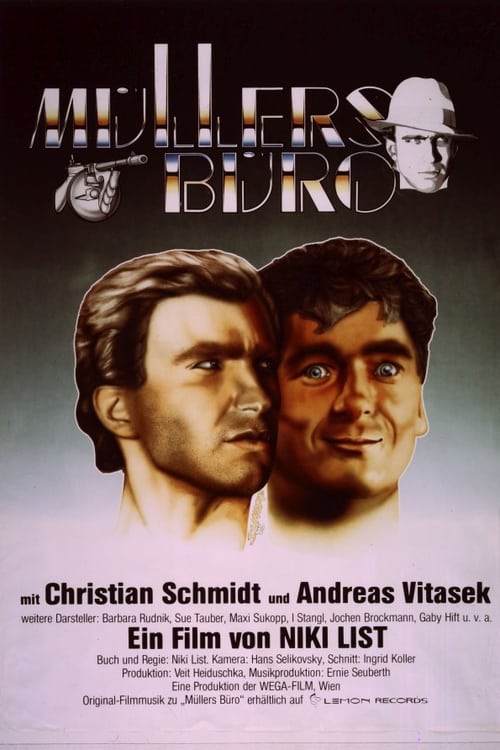 MÜLLERS
BÜRO
mit Christian Schmidt und Andreas Vitasek
weitere Darsteller: Barbara Rudnik, Sue Tauber, Maxi Sukopp, I Stangl, Jochen Brockmann, Gaby Hift u. v. a.
Ein Film von NIKI LIST
Buch und Regie: Niki List. Kamera: Hans Selikovsky, Schnitt: Ingrid Koller
Produktion: Veit Heiduschka, Musikproduktion: Ernie Seuberth
Eine Produktion der WEGA-FILM, Wien
Original-Filmmusik zu „Müllers Büro“ erhältlich auf LEMON RECORDS